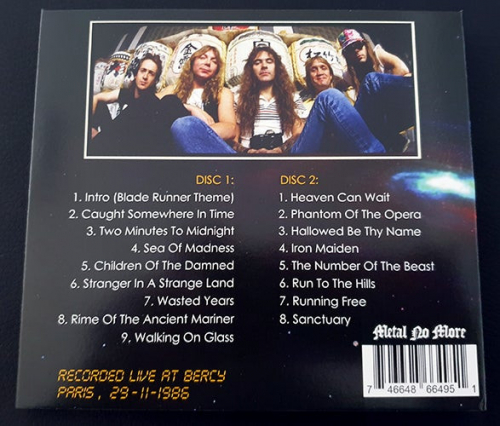 DISC 1:
1. Intro (Blade Runner Theme)
2. Caught Somewhere In Time
3. Two Minutes To Midnight
4. Sea Of Madness
5. Children Of The Damned
6. Stranger In A Strange Land
7. Wasted Years
8. Rime Of The Ancient Mariner
9. Walking On Glass
DISC 2:
1. Heaven Can Wait
2. Phantom Of The Opera
3. Hallowed Be Thy Name
4. Iron Maiden
5. The Number Of The Beast
6. Run To The Hills
7. Running Free
8. Sanctuary
RECORDED LIVE AT BERCY
PARIS, 29-11-1986
Metal No More
7 46648 66495 1